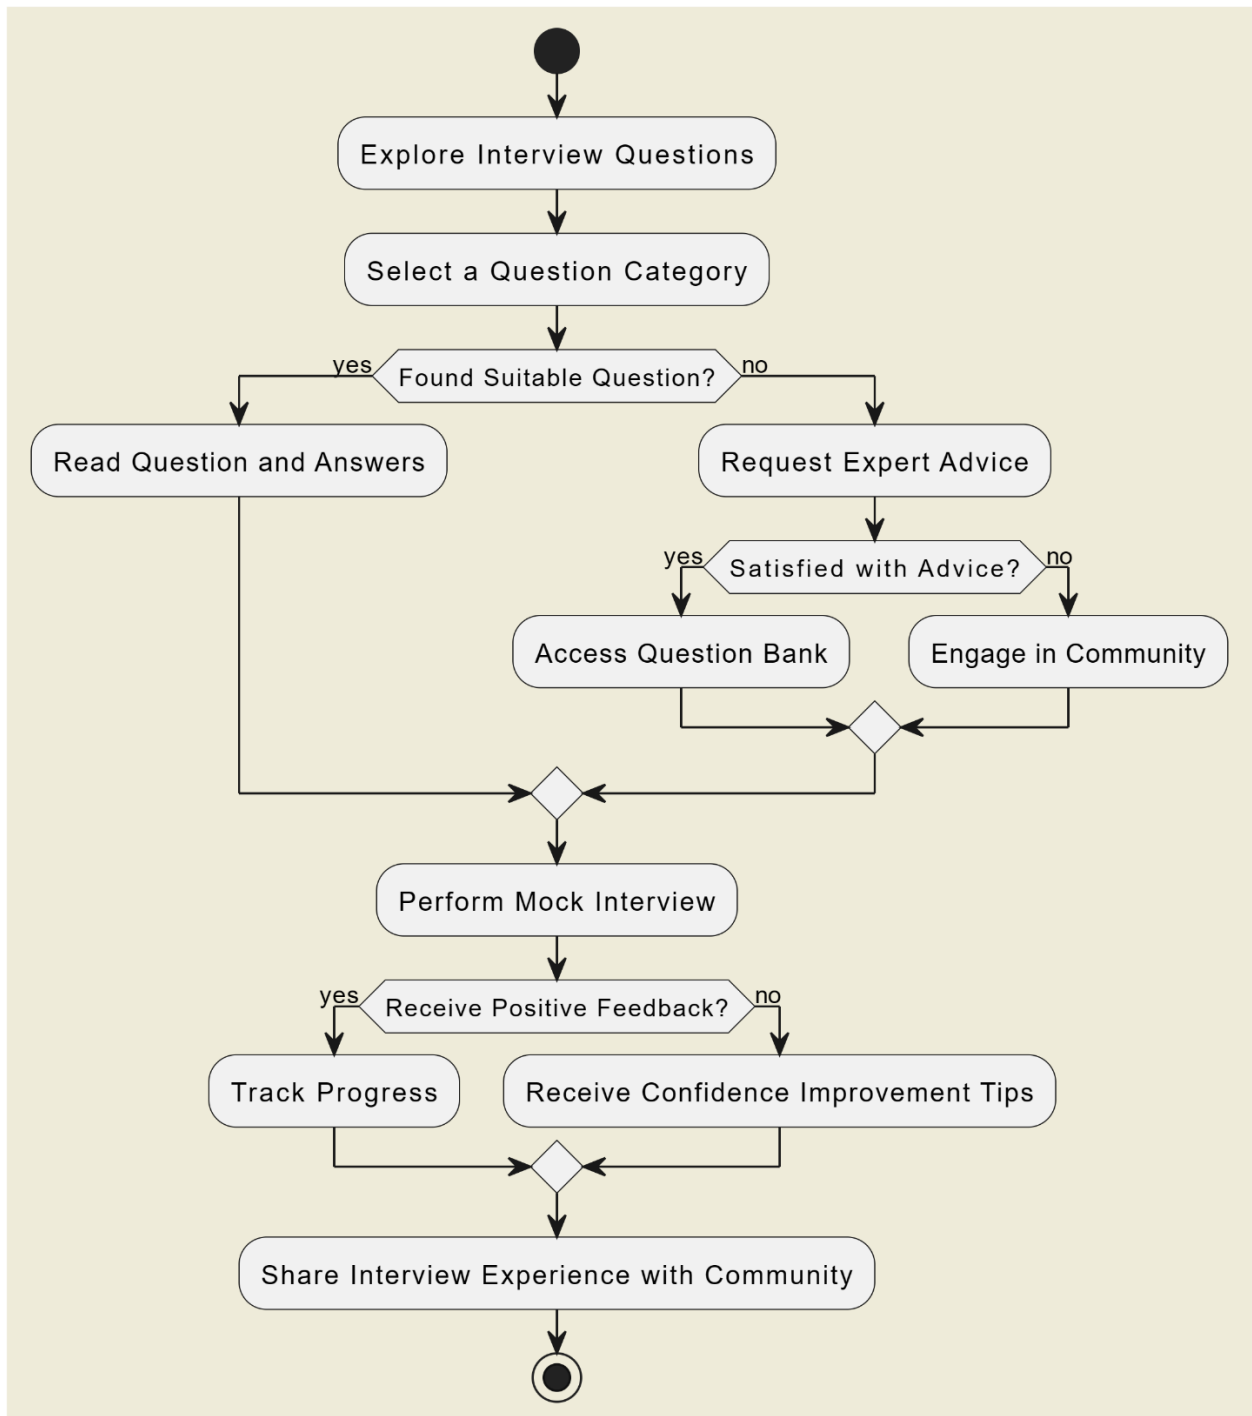 Explore Interview Questions
Select a Question Category
yes
Found Suitable Question?
no
Read Question and Answers
Request Expert Advice
yes
Satisfied with Advice?
no
Access Question Bank
Engage in Community
Perform Mock Interview
yes
Receive Positive Feedback?
no
Track Progress
Receive Confidence Improvement Tips
Share Interview Experience with Community